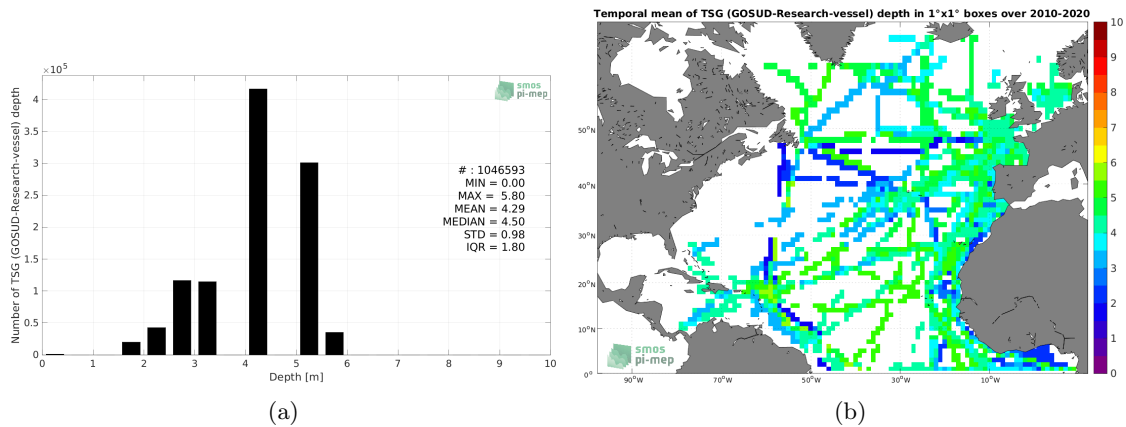 ×10⁵
4
3.5
3
2.5
2
1.5
1
0.5
0
0
1
2
3
4
5
6
7
8
9
10
Number of TSG (GOSUD-Research-vessel) depth
Depth [m]
smos
pi-mep
# : 1046593
MIN = 0.00
MAX = 5.80
MEAN = 4.29
MEDIAN = 4.50
STD = 0.98
IQR = 1.80
(a)
Temporal mean of TSG (GOSUD-Research-vessel) depth in 1°x1° boxes over 2010-2020
50°N
40°N
30°N
20°N
10°N
0°
90°W
70°W
50°W
30°W
10°W
smos
pi-mep
10
9
8
7
6
5
4
3
2
1
0
(b)